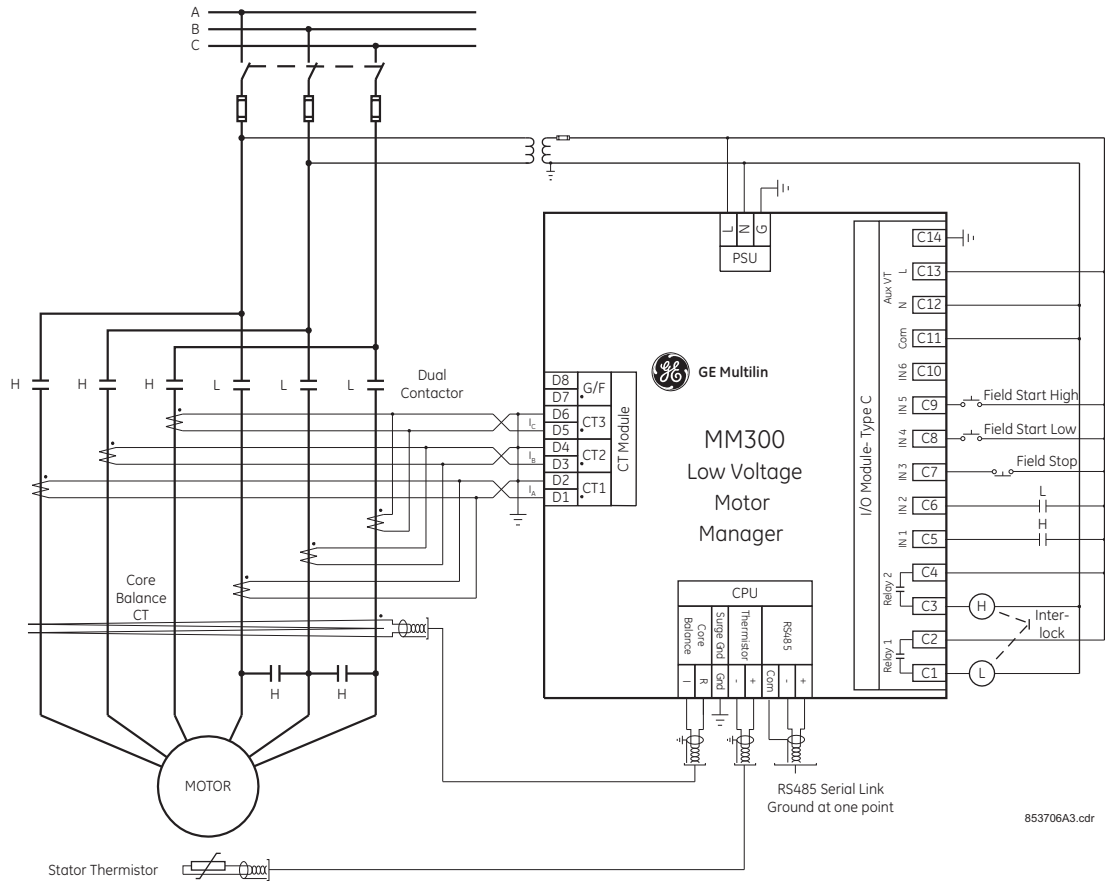 A
B
C
L
N
G
PSU
C14
Aux VT
L
C13
N
C12
Com
C11
IN 6
C10
IN 5
C9
Field Start High
IN 4
C8
Field Start Low
IN 3
C7
Field Stop
IN 2
C6
L
IN 1
C5
H
Relay 2
C4
C3
H
Inter-
lock
Relay 1
C2
C1
L
I/O Module- Type C
GE Multilin
MM300
Low Voltage
Motor
Manager
H
H
H
L
L
L
Dual
Contactor
D8
D7
G/F
D6
D5
CT3
D4
D3
CT2
D2
D1
CT1
CT Module
IC
IB
IA
Core
Balance
CT
CPU
Core
Balance
Surge Gnd
Thermistor
RS485
I
R
Gnd
-
+
Com
-
+
H
H
MOTOR
RS485 Serial Link
Ground at one point
853706A3.cdr
Stator Thermistor